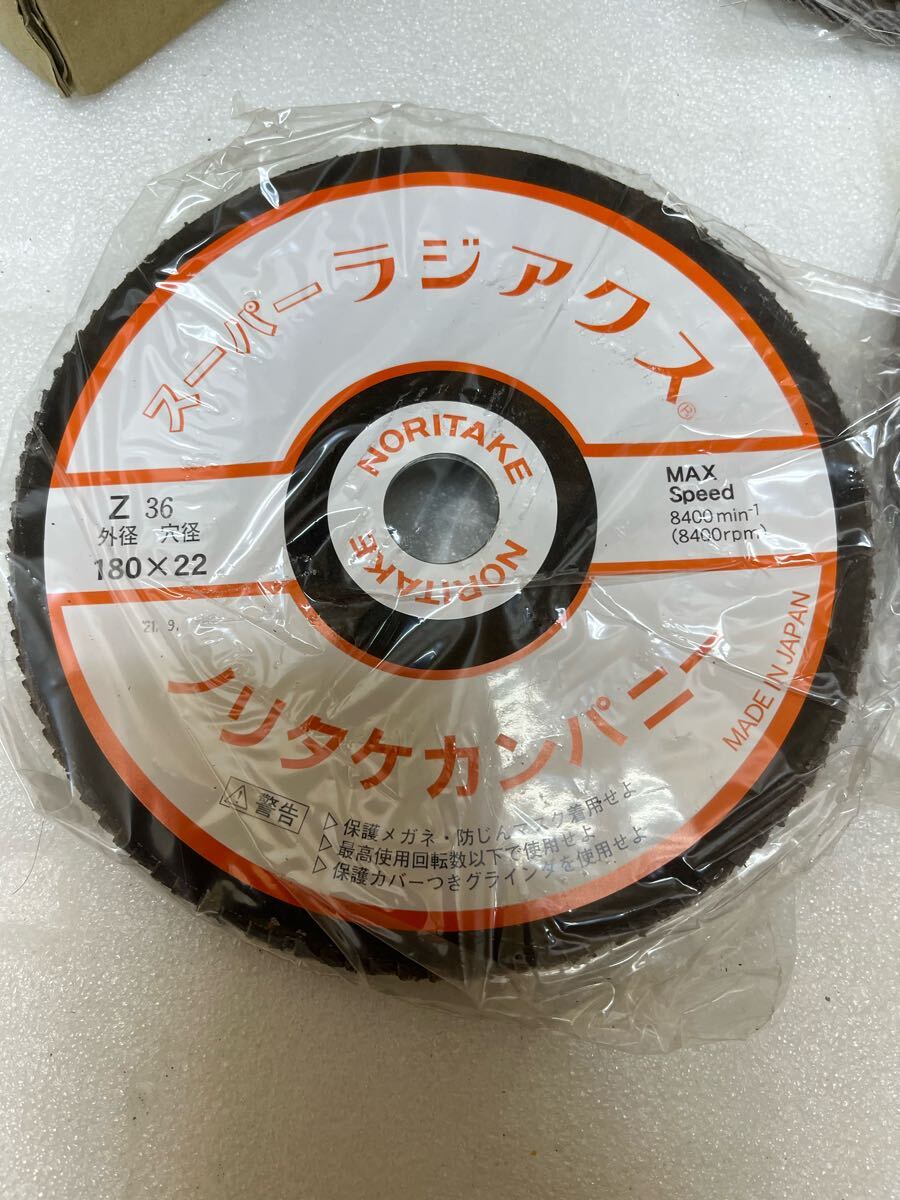 スーパーラジアクス®
NORITAKE
NORITAKE
Z 36
外径 穴径
180×22
MAX
Speed
8400min-1
(8400rpm)
'21.9.
ノリタケカンパニー
MADE IN JAPAN
⚠警告
▷保護メガネ・防じんマスク着用せよ
▷最高使用回転数以下で使用せよ
▷保護カバーつきグラインダを使用せよ